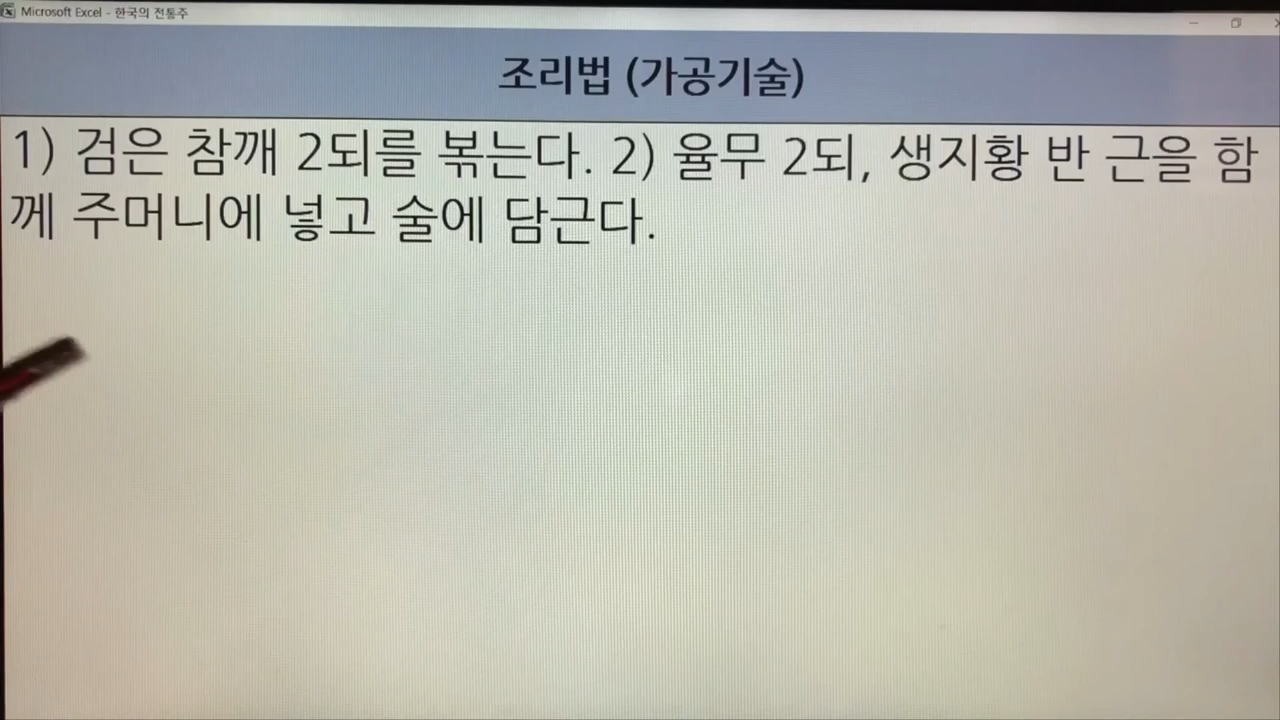 Microsoft Excel - 한국의 전통주
조리법 (가공기술)
1) 검은 참깨 2되를 볶는다. 2) 율무 2되, 생지황 반 근을 함
께 주머니에 넣고 술에 담근다.